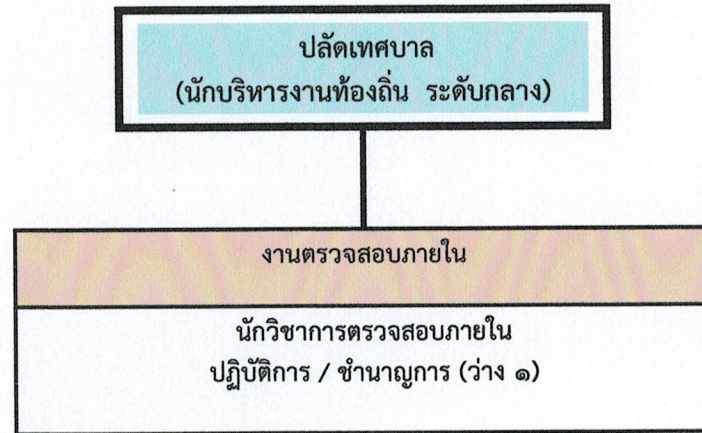 ปลัดเทศบาล
(นักบริหารงานท้องถิ่น ระดับกลาง)
งานตรวจสอบภายใน
นักวิชาการตรวจสอบภายใน
ปฏิบัติการ / ชำนาญการ (ว่าง ๑)